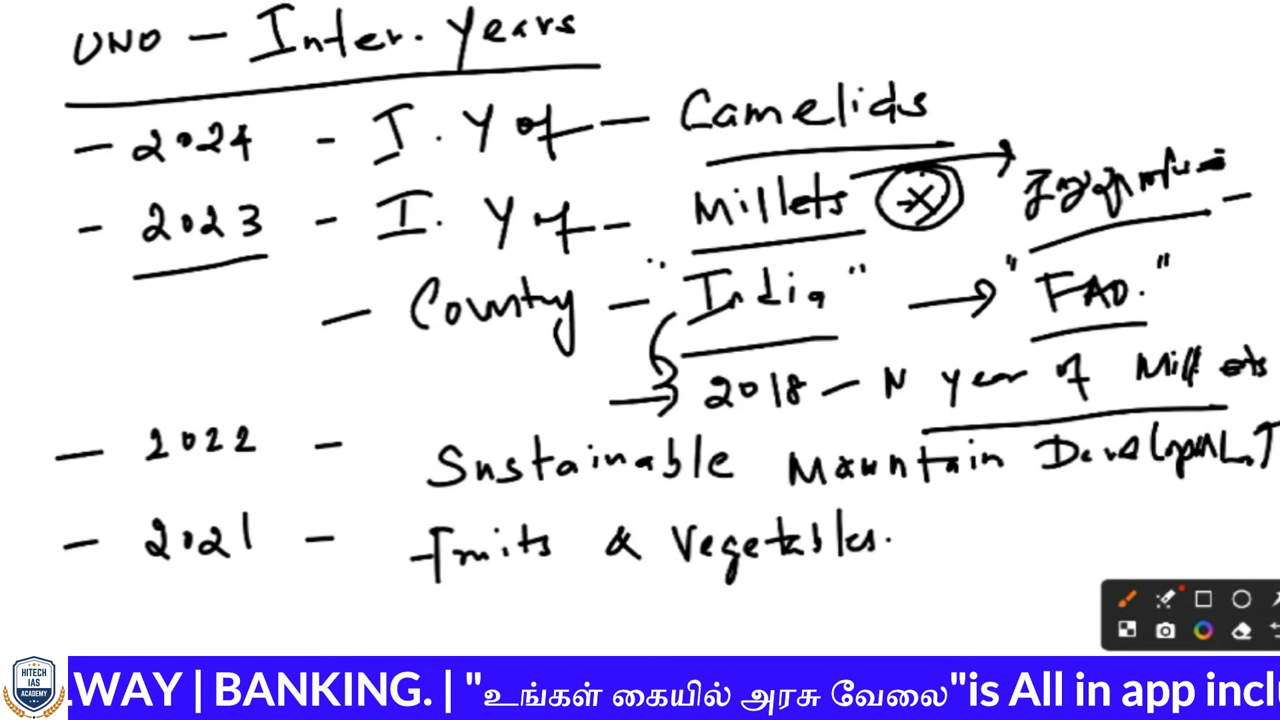 UNO - Inter. Years
- 2024 - I. Y of - Camelids
- 2023 - I. Y of - Millets X →
- Country - "India" → "FAO."
→ 2018 - N year of Millets
- 2022 - Sustainable Mountain Development
- 2021 - Fruits & Vegetables.
HITECH
IAS
ACADEMY
.WAY | BANKING. | "உங்கள் கையில் அரசு வேலை"is All in app inclu